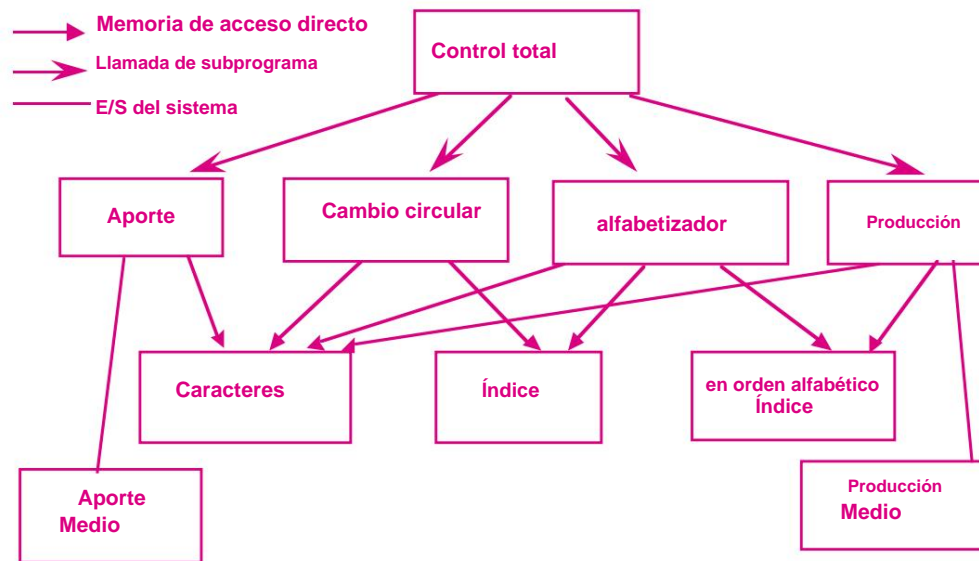 Memoria de acceso directo
Llamada de subprograma
E/S del sistema
Control total
Aporte
Cambio circular
alfabetizador
Producción
Caracteres
Índice
en orden alfabético
Índice
Aporte
Medio
Producción
Medio